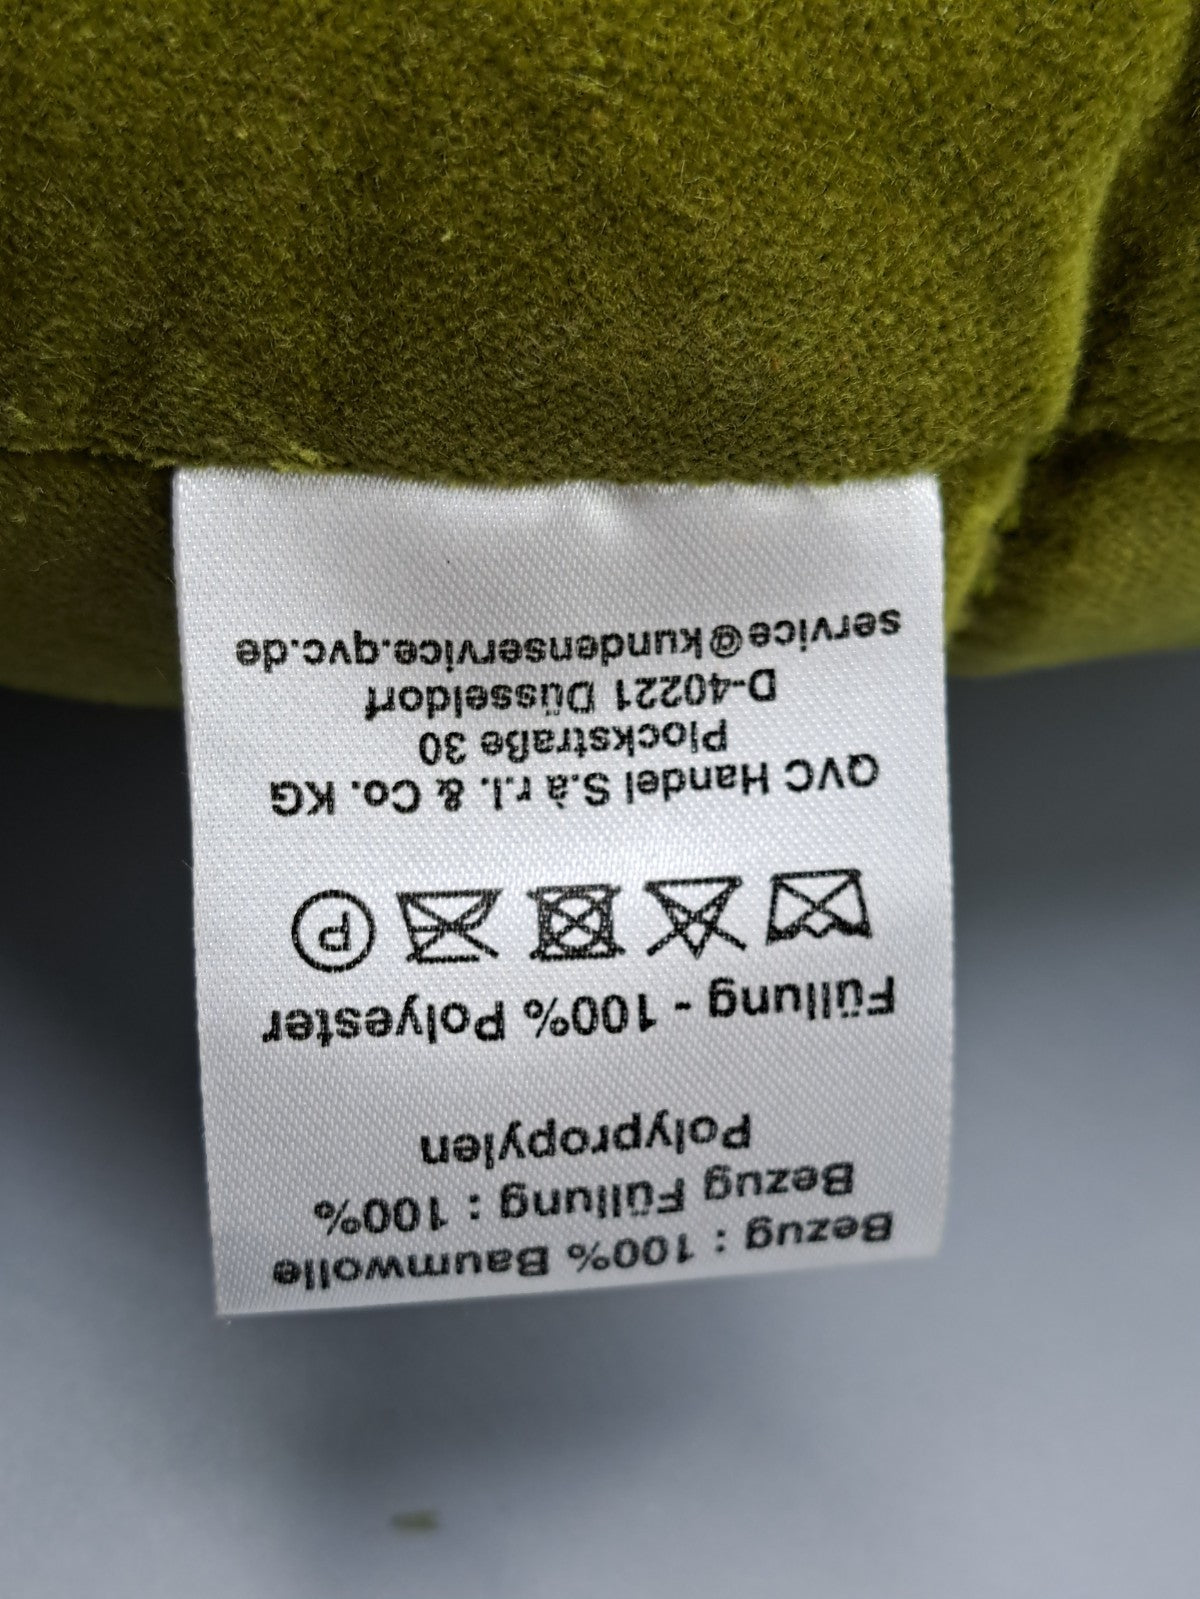 Bezug : 100% Baumwolle
Bezug Füllung : 100%
Polypropylen
Füllung - 100% Polyester
P
QVC Handel S.à r.l. & Co. KG
Plockstraße 30
D-40221 Düsseldorf
service@kundenservice.qvc.de